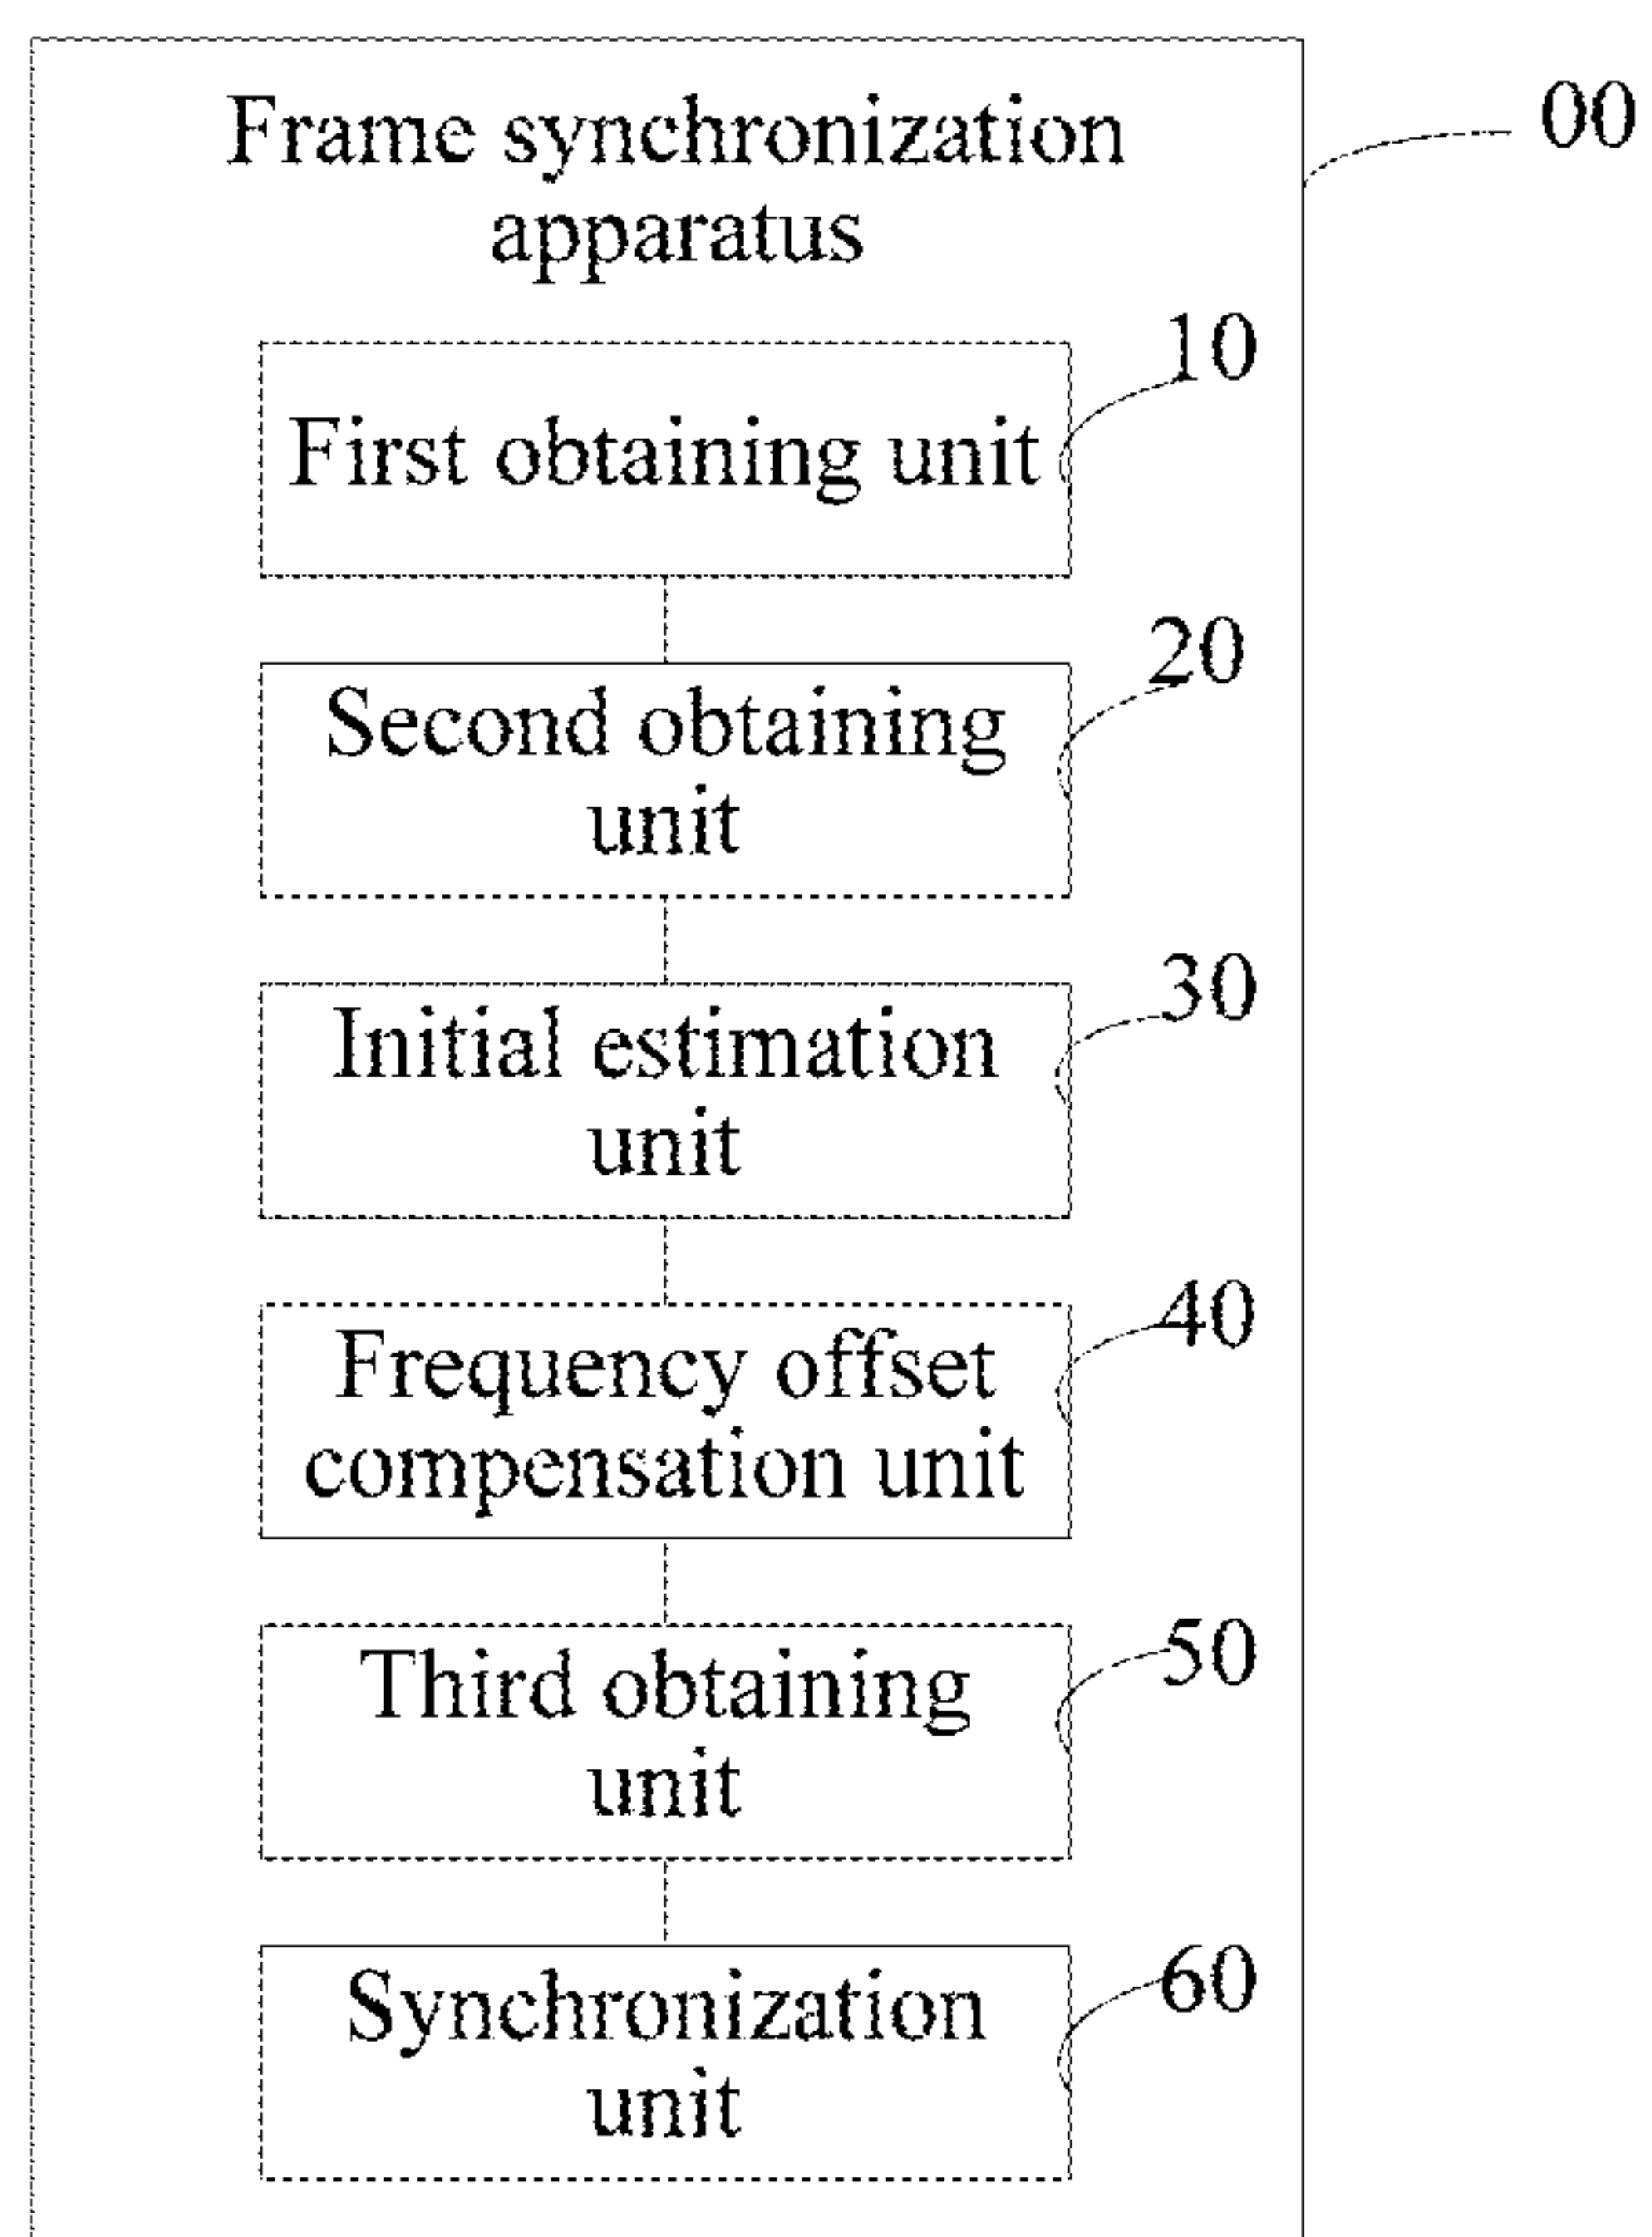 Frame synchronization
apparatus
00
10
First obtaining unit
20
Second obtaining
unit
30
Initial estimation
unit
40
Frequency offset
compensation unit
50
Third obtaining
unit
60
Synchronization
unit